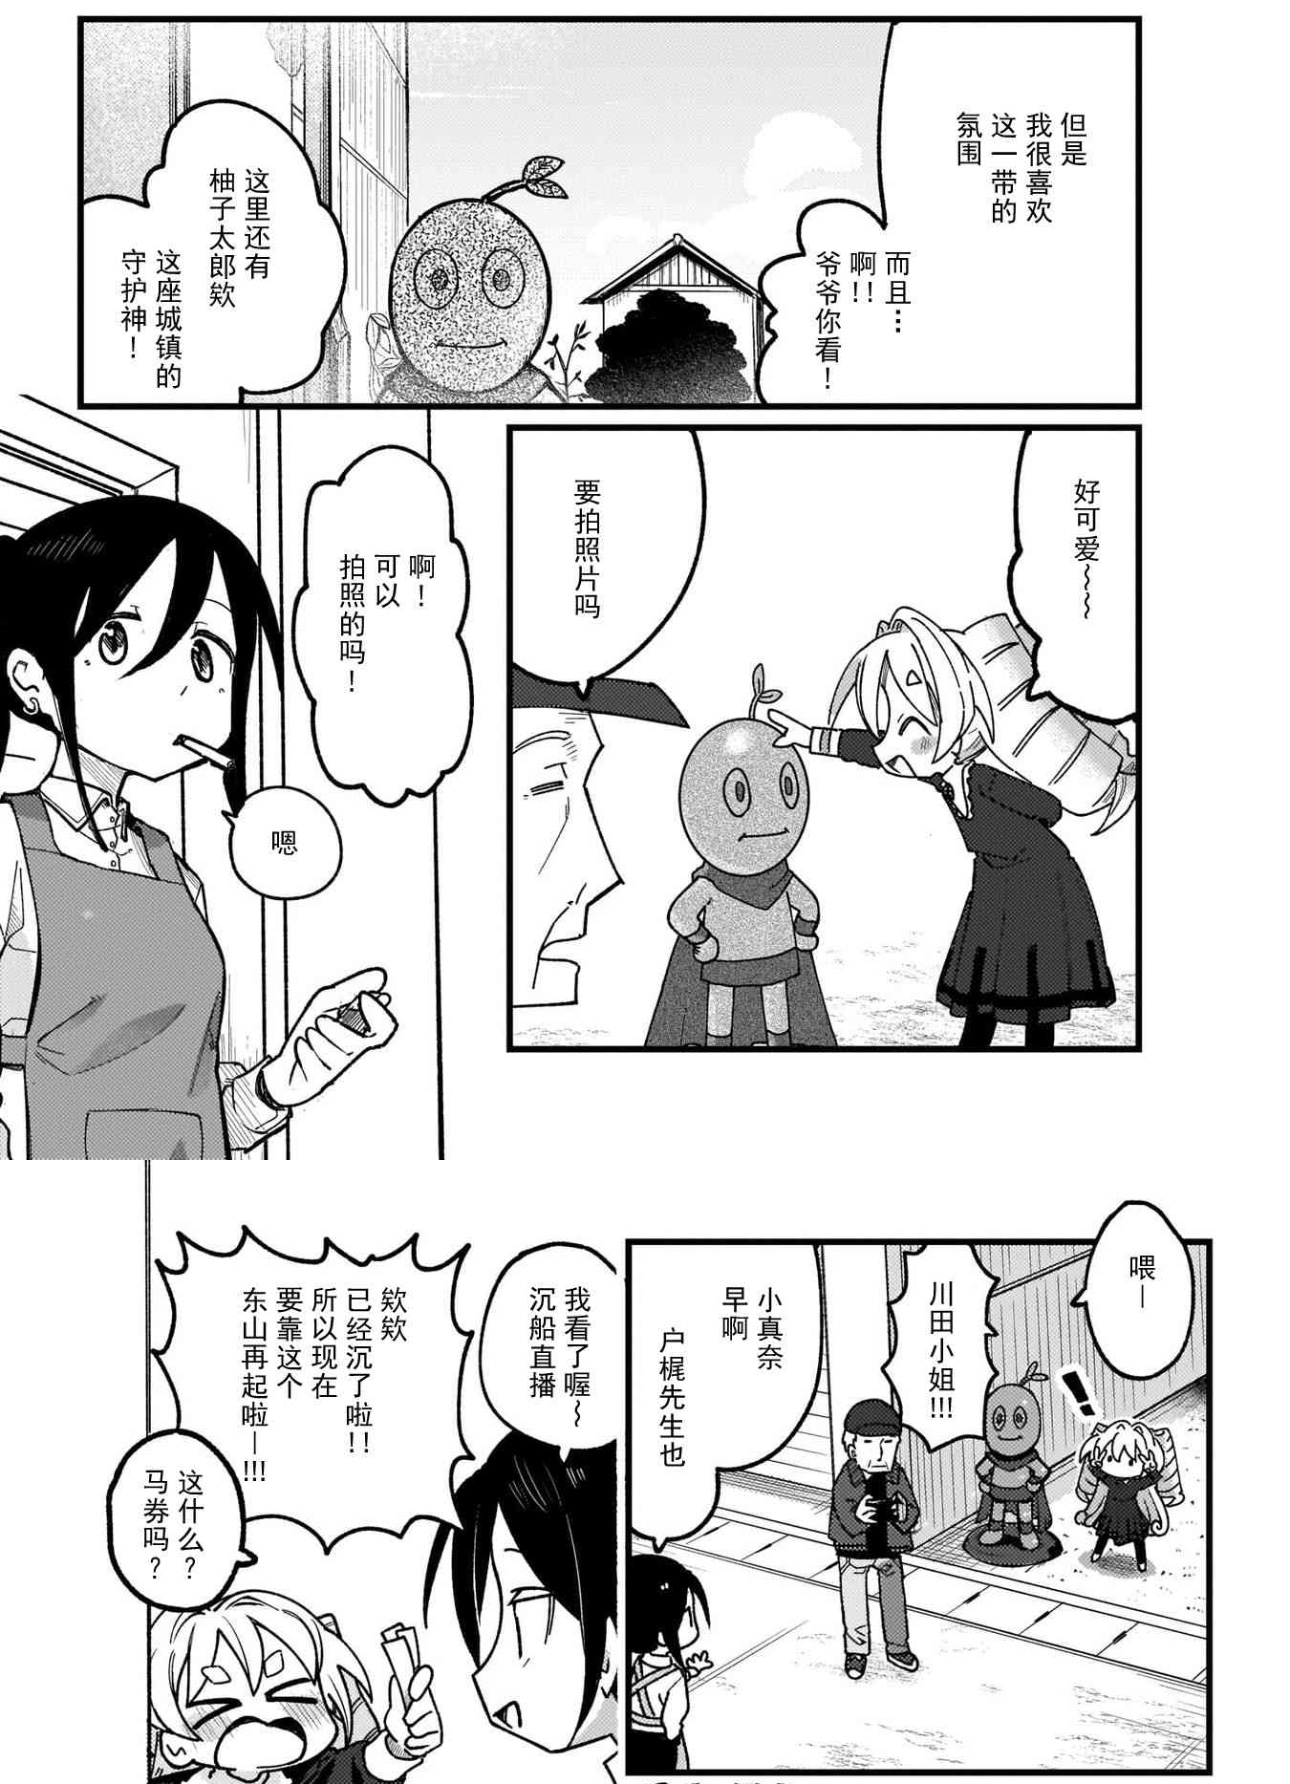 但是
我很喜欢
这一带的
氛围
而且…
啊!!
爷爷你看!
这里还有
柚子太郎欸
这座城镇的
守护神!
好可爱~~
要拍照片吗
啊!
可以
拍照的吗!
嗯
喂—
川田小姐!!!
小真奈
早啊
户梶先生也
我看了喔~
沉船直播
欸欸
已经沉了啦!!
所以现在
要靠这个
东山再起啦—!!!
这什么?
马券吗?